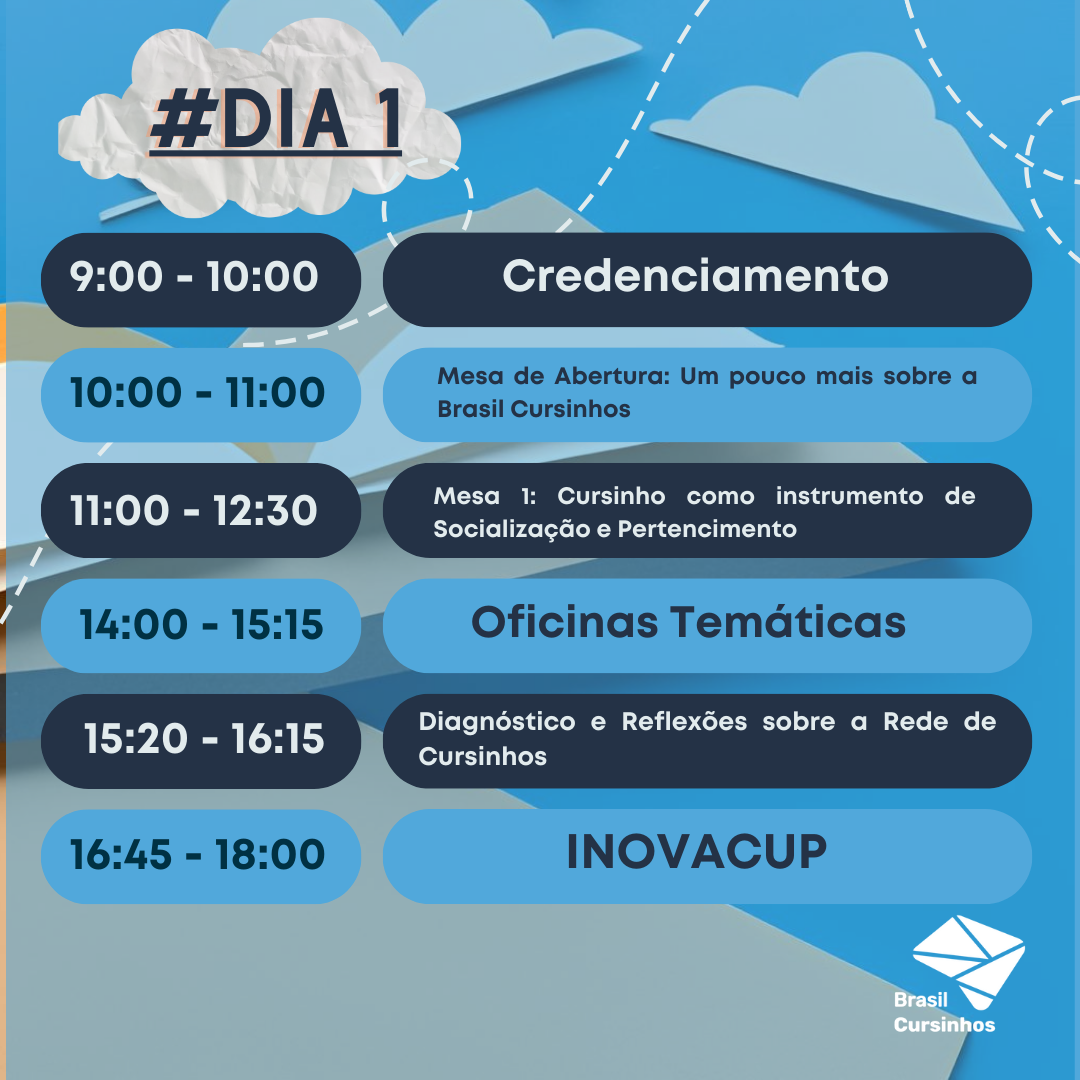 #DIA 1
9:00 - 10:00
Credenciamento
10:00 - 11:00
Mesa de Abertura: Um pouco mais sobre a
Brasil Cursinhos
11:00 - 12:30
Mesa 1: Cursinho como instrumento de
Socialização e Pertencimento
14:00 - 15:15
Oficinas Temáticas
15:20 - 16:15
Diagnóstico e Reflexões sobre a Rede de
Cursinhos
16:45 - 18:00
INOVACUP
Brasil
Cursinhos